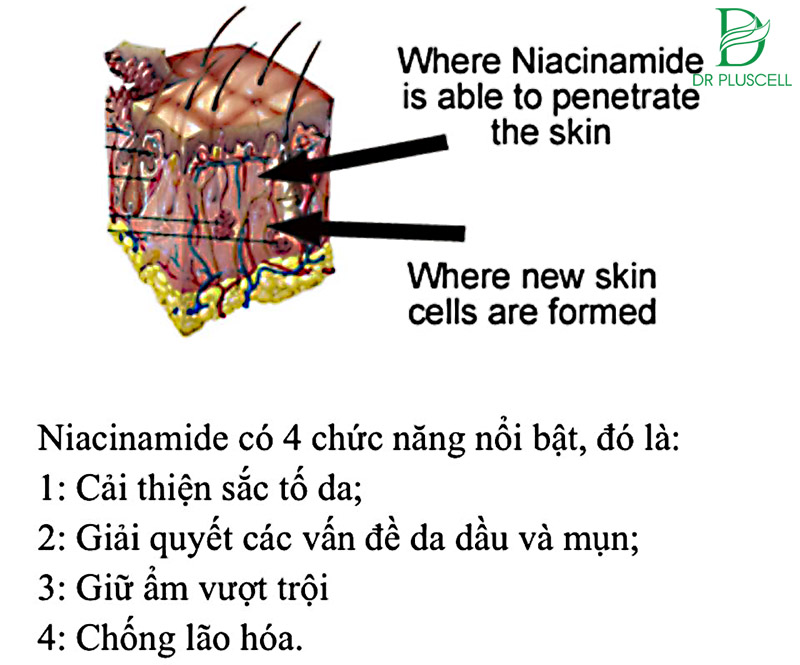 Where Niacinamide
is able to penetrate
the skin
DR PLUSCELL
Where new skin
cells are formed
Niacinamide có 4 chức năng nổi bật, đó là:
1: Cải thiện sắc tố da;
2: Giải quyết các vấn đề da dầu và mụn;
3: Giữ ẩm vượt trội
4: Chống lão hóa.